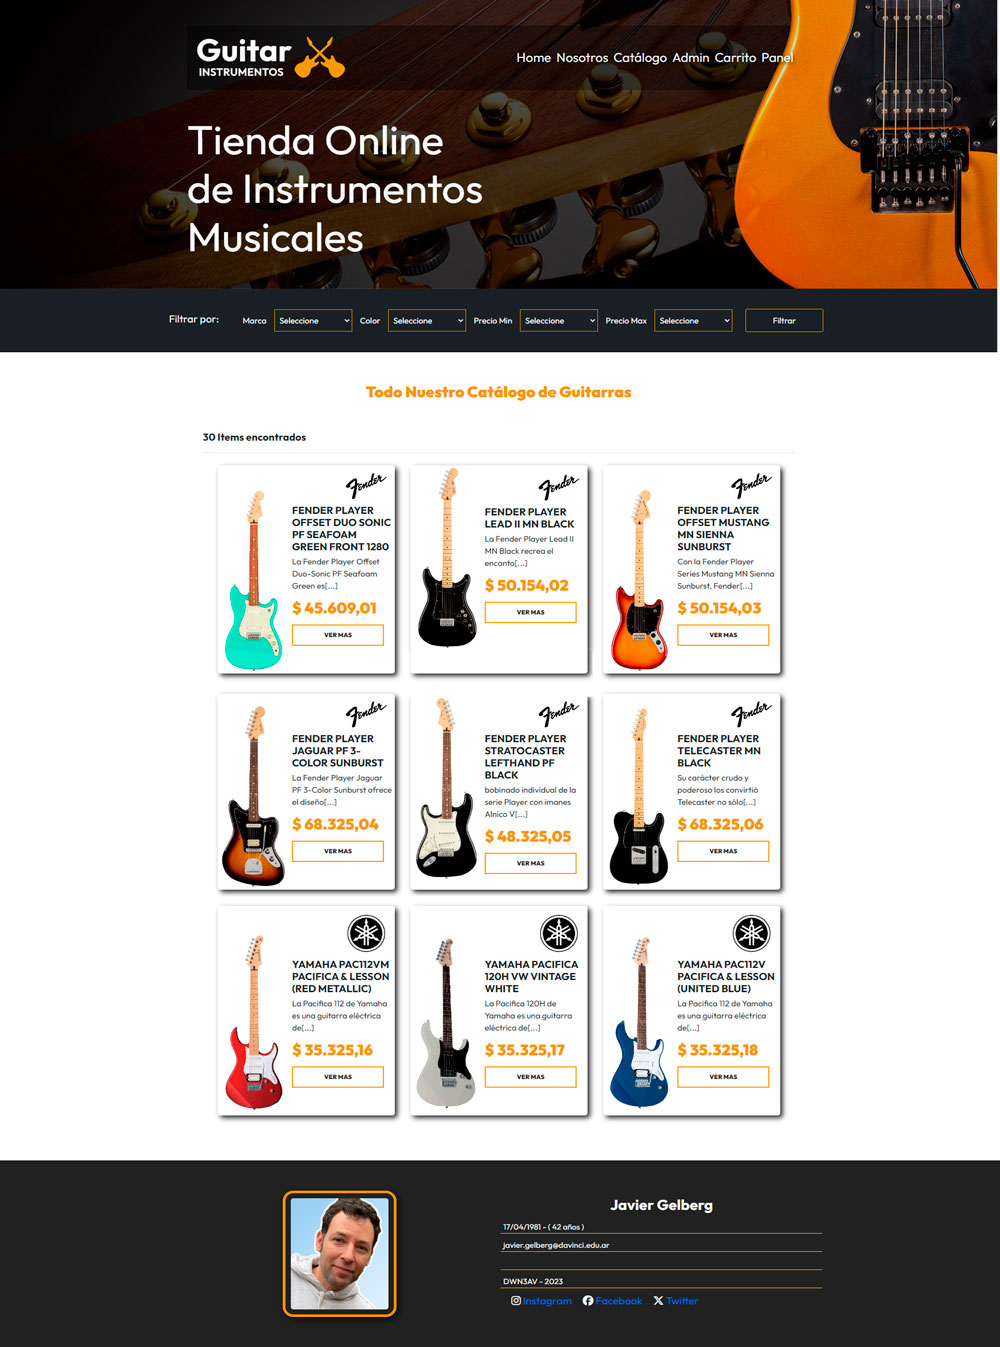 Guitar
INSTRUMENTOS
Home Nosotros Catálogo Admin Carrito Panel
Tienda Online
de Instrumentos
Musicales
Filtrar por: Marca Seleccione Color Seleccione Precio Min Seleccione Precio Max Seleccione Filtrar
Todo Nuestro Catálogo de Guitarras
30 Items encontrados
Fender
FENDER PLAYER
OFFSET DUO SONIC
PF SEAFOAM
GREEN FRONT 1280
La Fender Player Offset
Duo-Sonic PF Seafoam
Green es[...]
$ 45.609,01
VER MAS
Fender
FENDER PLAYER
LEAD II MN BLACK
La Fender Player Lead II
MN Black recrea el
encanto[...]
$ 50.154,02
VER MAS
Fender
FENDER PLAYER
OFFSET MUSTANG
MN SIENNA
SUNBURST
Con la Fender Player
Series Mustang MN Sienna
Sunburst, Fender[...]
$ 50.154,03
VER MAS
Fender
FENDER PLAYER
JAGUAR PF 3-
COLOR SUNBURST
La Fender Player Jaguar
PF 3-Color Sunburst ofrece
el diseño[...]
$ 68.325,04
VER MAS
Fender
FENDER PLAYER
STRATOCASTER
LEFTHAND PF
BLACK
bobinado individual de la
serie Player con imanes
Alnico V[...]
$ 48.325,05
VER MAS
Fender
FENDER PLAYER
TELECASTER MN
BLACK
Su carácter crudo y
poderoso los convirtió
Telecaster no sólo[...]
$ 68.325,06
VER MAS
YAMAHA PAC112VM
PACIFICA & LESSON
(RED METALLIC)
La Pacifica 112 de Yamaha
es una guitarra eléctrica
de[...]
$ 35.325,16
VER MAS
YAMAHA PACIFICA
120H VW VINTAGE
WHITE
La Pacifica 120H de
Yamaha es una guitarra
eléctrica de[...]
$ 35.325,17
VER MAS
YAMAHA PAC112V
PACIFICA & LESSON
(UNITED BLUE)
La Pacifica 112 de Yamaha
es una guitarra eléctrica
de[...]
$ 35.325,18
VER MAS
Javier Gelberg
17/04/1981 - ( 42 años )
javier.gelberg@davinci.edu.ar
DWN3AV - 2023
Instagram Facebook Twitter